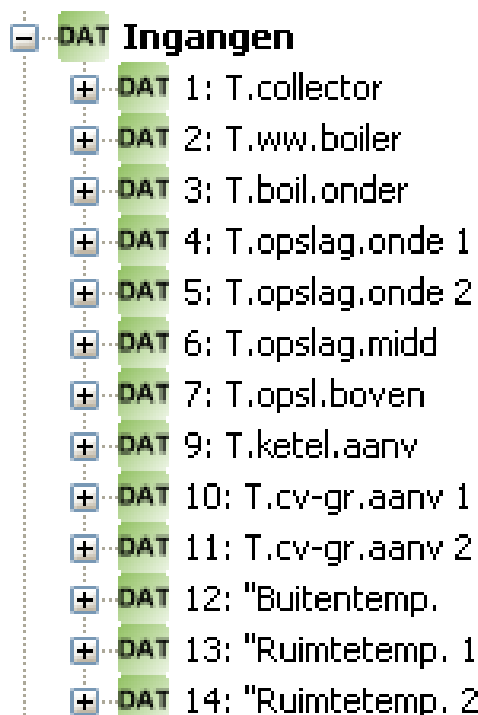 DAT Ingangen
DAT 1: T.collector
DAT 2: T.ww.boiler
DAT 3: T.boil.onder
DAT 4: T.opslag.onde 1
DAT 5: T.opslag.onde 2
DAT 6: T.opslag.midd
DAT 7: T.opsl.boven
DAT 9: T.ketel.aanv
DAT 10: T.cv-gr.aanv 1
DAT 11: T.cv-gr.aanv 2
DAT 12: "Buitentemp.
DAT 13: "Ruimtetemp. 1
DAT 14: "Ruimtetemp. 2